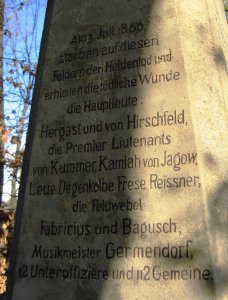 Am 3. Juli 1866
starben auf diesen
Feldern den Heldentod und
erhielten die tödliche Wunde
die Hauptleute:
Hergaß und von Hirschfeld,
die Premier Lieutenants
von Kummer, Kamlah von Jagow,
Leue Degenkolbe Frese Reissner,
die Feldwebel
Fabricius und Bagusch,
Musikmeister Germendorf,
12 Unteroffiziere und 112 Gemeine.